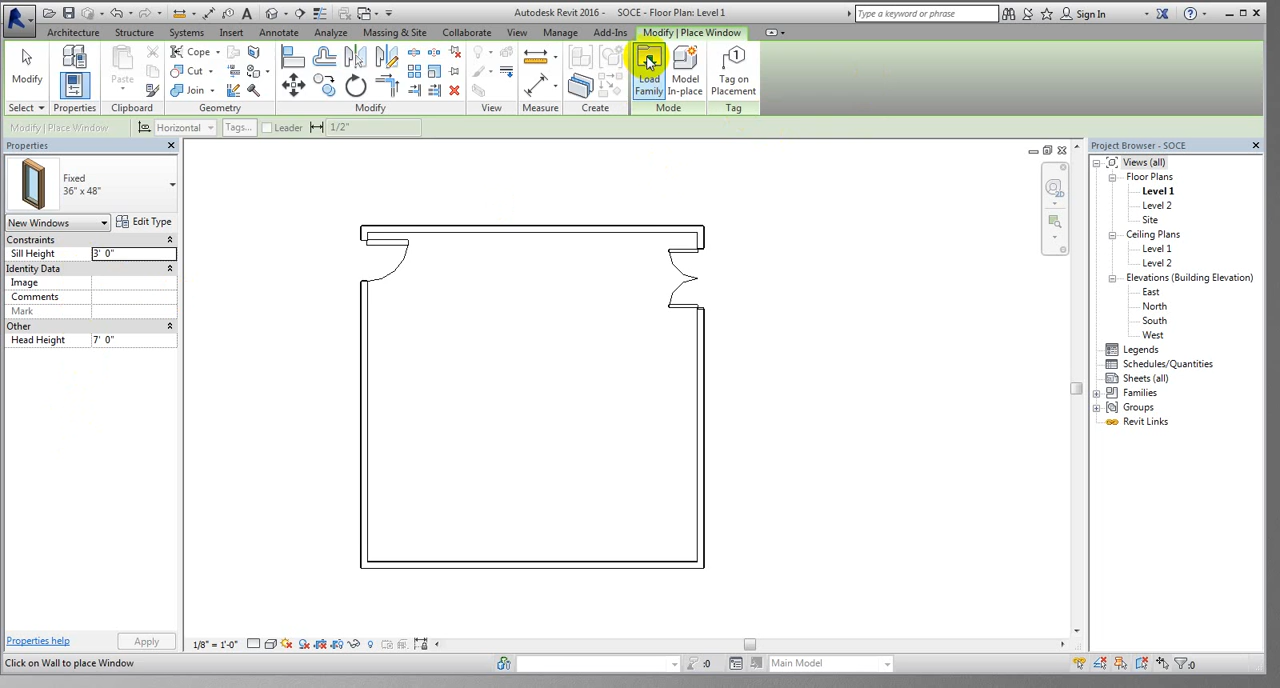 Autodesk Revit 2016 - SOCE - Floor Plan: Level 1
Type a keyword or phrase
Sign In
Architecture Structure Systems Insert Annotate Analyze Massing & Site Collaborate View Manage Add-Ins Modify | Place Window
Modify
Paste
Cope
Cut
Join
Load Family
Model In-place
Tag on Placement
Select Properties Clipboard Geometry Modify View Measure Create Mode Tag
Modify | Place Window Horizontal Tags... Leader 1/2"
Properties
Fixed
36" x 48"
New Windows Edit Type
Constraints
Sill Height 3' 0"
Identity Data
Image
Comments
Mark
Other
Head Height 7' 0"
Properties help Apply
Project Browser - SOCE
Views (all)
Floor Plans
Level 1
Level 2
Site
Ceiling Plans
Level 1
Level 2
Elevations (Building Elevation)
East
North
South
West
Legends
Schedules/Quantities
Sheets (all)
Families
Groups
Revit Links
1/8" = 1'-0"
Click on Wall to place Window
:0
Main Model
:0